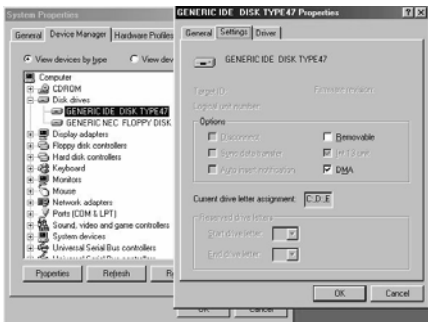 System Properties
General
Device Manager
Hardware Profiles
View devices by type
View dev
Computer
CDROM
Disk drives
GENERIC IDE DISK TYPE47
GENERIC NEC FLOPPY DISK
Display adapters
Floppy disk controllers
Hard disk controllers
Keyboard
Monitors
Mouse
Network adapters
Ports (COM & LPT)
Sound, video and game controllers
System devices
Universal Serial Bus controllers
Properties
Refresh
OK
Cancel
GENERIC IDE DISK TYPE47 Properties
General
Settings
Driver
GENERIC IDE DISK TYPE47
Target ID:
Firmware revision:
Logical unit number:
Options
Disconnect
Removable
Sync data transfer
Int 13 unit
Auto insert notification
DMA
Current drive letter assignment:
C:D:,E
Reserved drive letters
Start drive letter:
End drive letter:
OK
Cancel